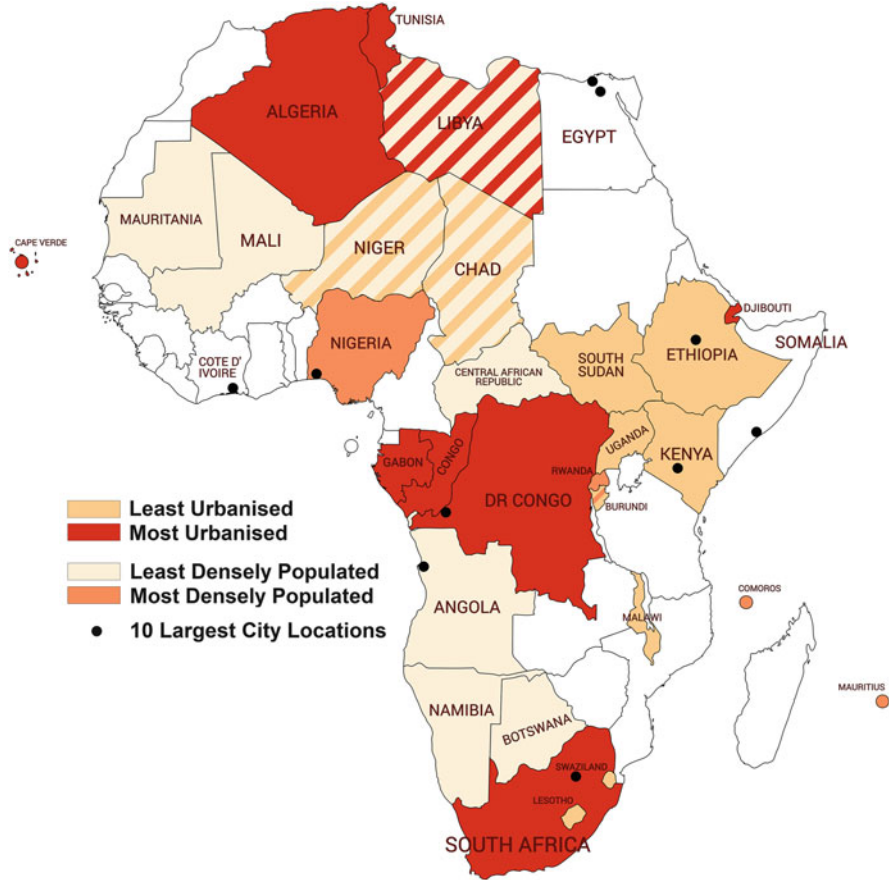 TUNISIA
ALGERIA
LIBYA
EGYPT
MAURITANIA
MALI
NIGER
CHAD
CAPE VERDE
DJIBOUTI
NIGERIA
SOUTH
SUDAN
ETHIOPIA
SOMALIA
COTE D'
IVOIRE
CENTRAL AFRICAN
REPUBLIC
UGANDA
KENYA
GABON
CONGO
RWANDA
DR CONGO
BURUNDI
Least Urbanised
Most Urbanised
Least Densely Populated
Most Densely Populated
10 Largest City Locations
ANGOLA
MALAWI
COMOROS
MAURITIUS
NAMIBIA
BOTSWANA
SWAZILAND
LESOTHO
SOUTH AFRICA